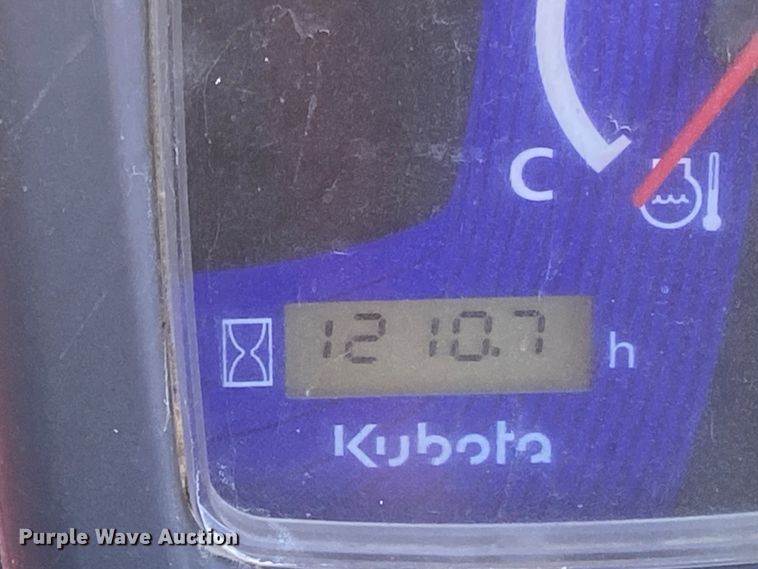 C
1210.7 h
Kubota
Purple Wave Auction®